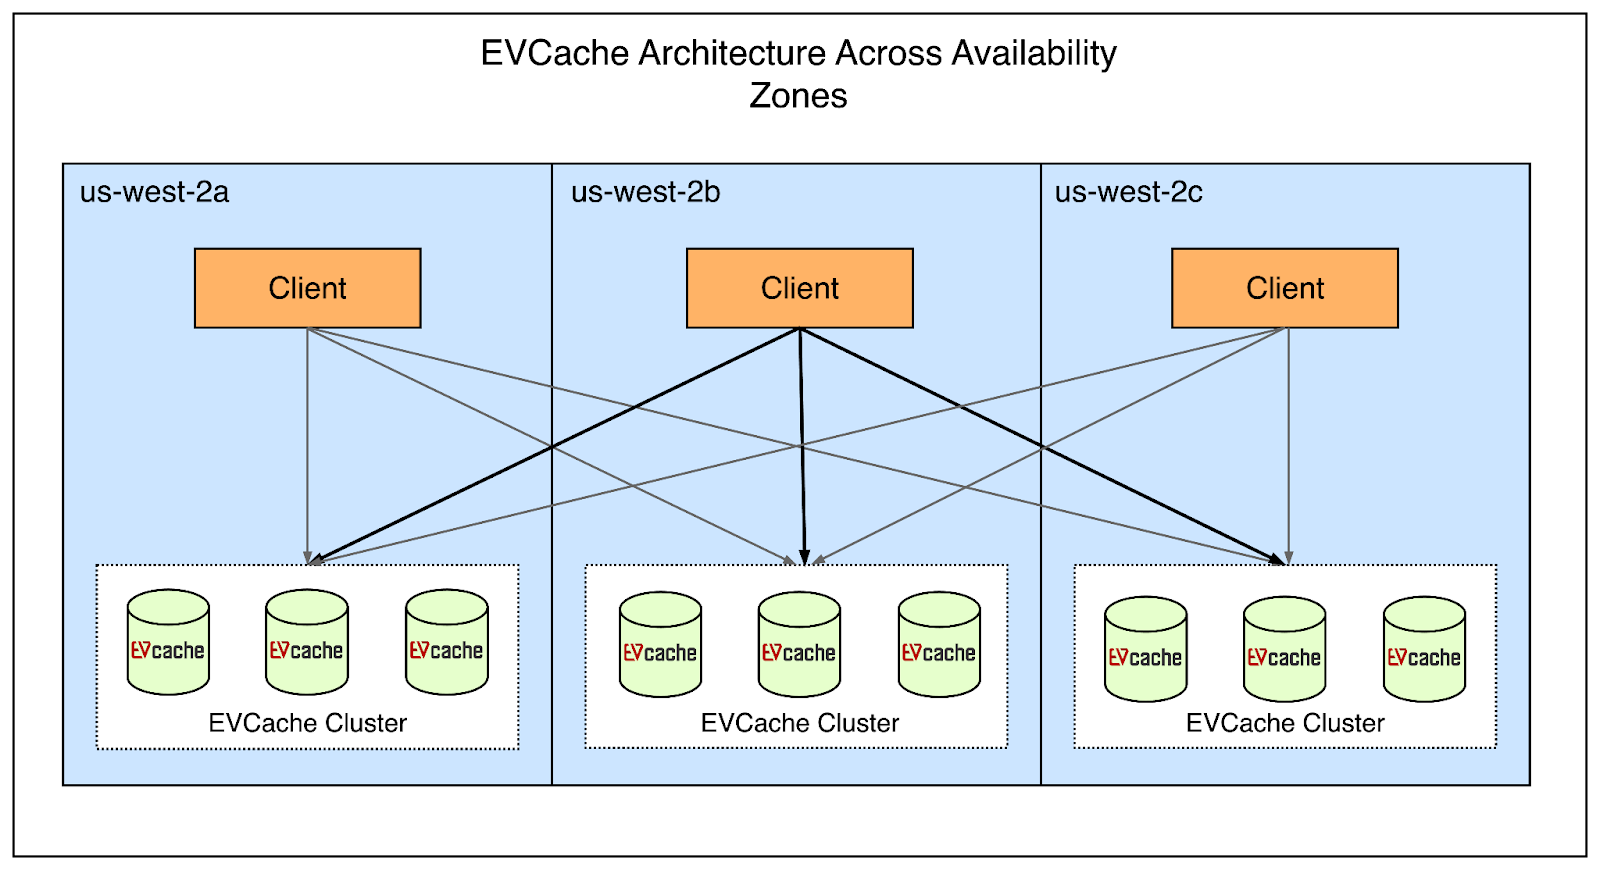 EVCache Architecture Across Availability
Zones
us-west-2a
us-west-2b
us-west-2c
Client
Client
Client
EVcache
EVcache
EVcache
EVcache
EVcache
EVcache
EVcache
EVcache
EVcache
EVCache Cluster
EVCache Cluster
EVCache Cluster